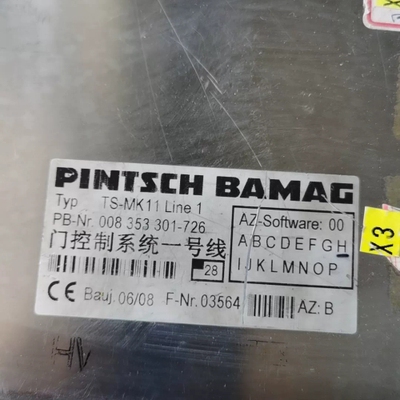 PINTSCH BAMAG
Typ TS-MK11 Line 1
PB-Nr. 008 353 301-726
门控制系统一号线
28
CE Bauj. 06/08 F-Nr. 03564
AZ-Software: 00
ABCDEFGH
IJKLMNOP
AZ: B
X3